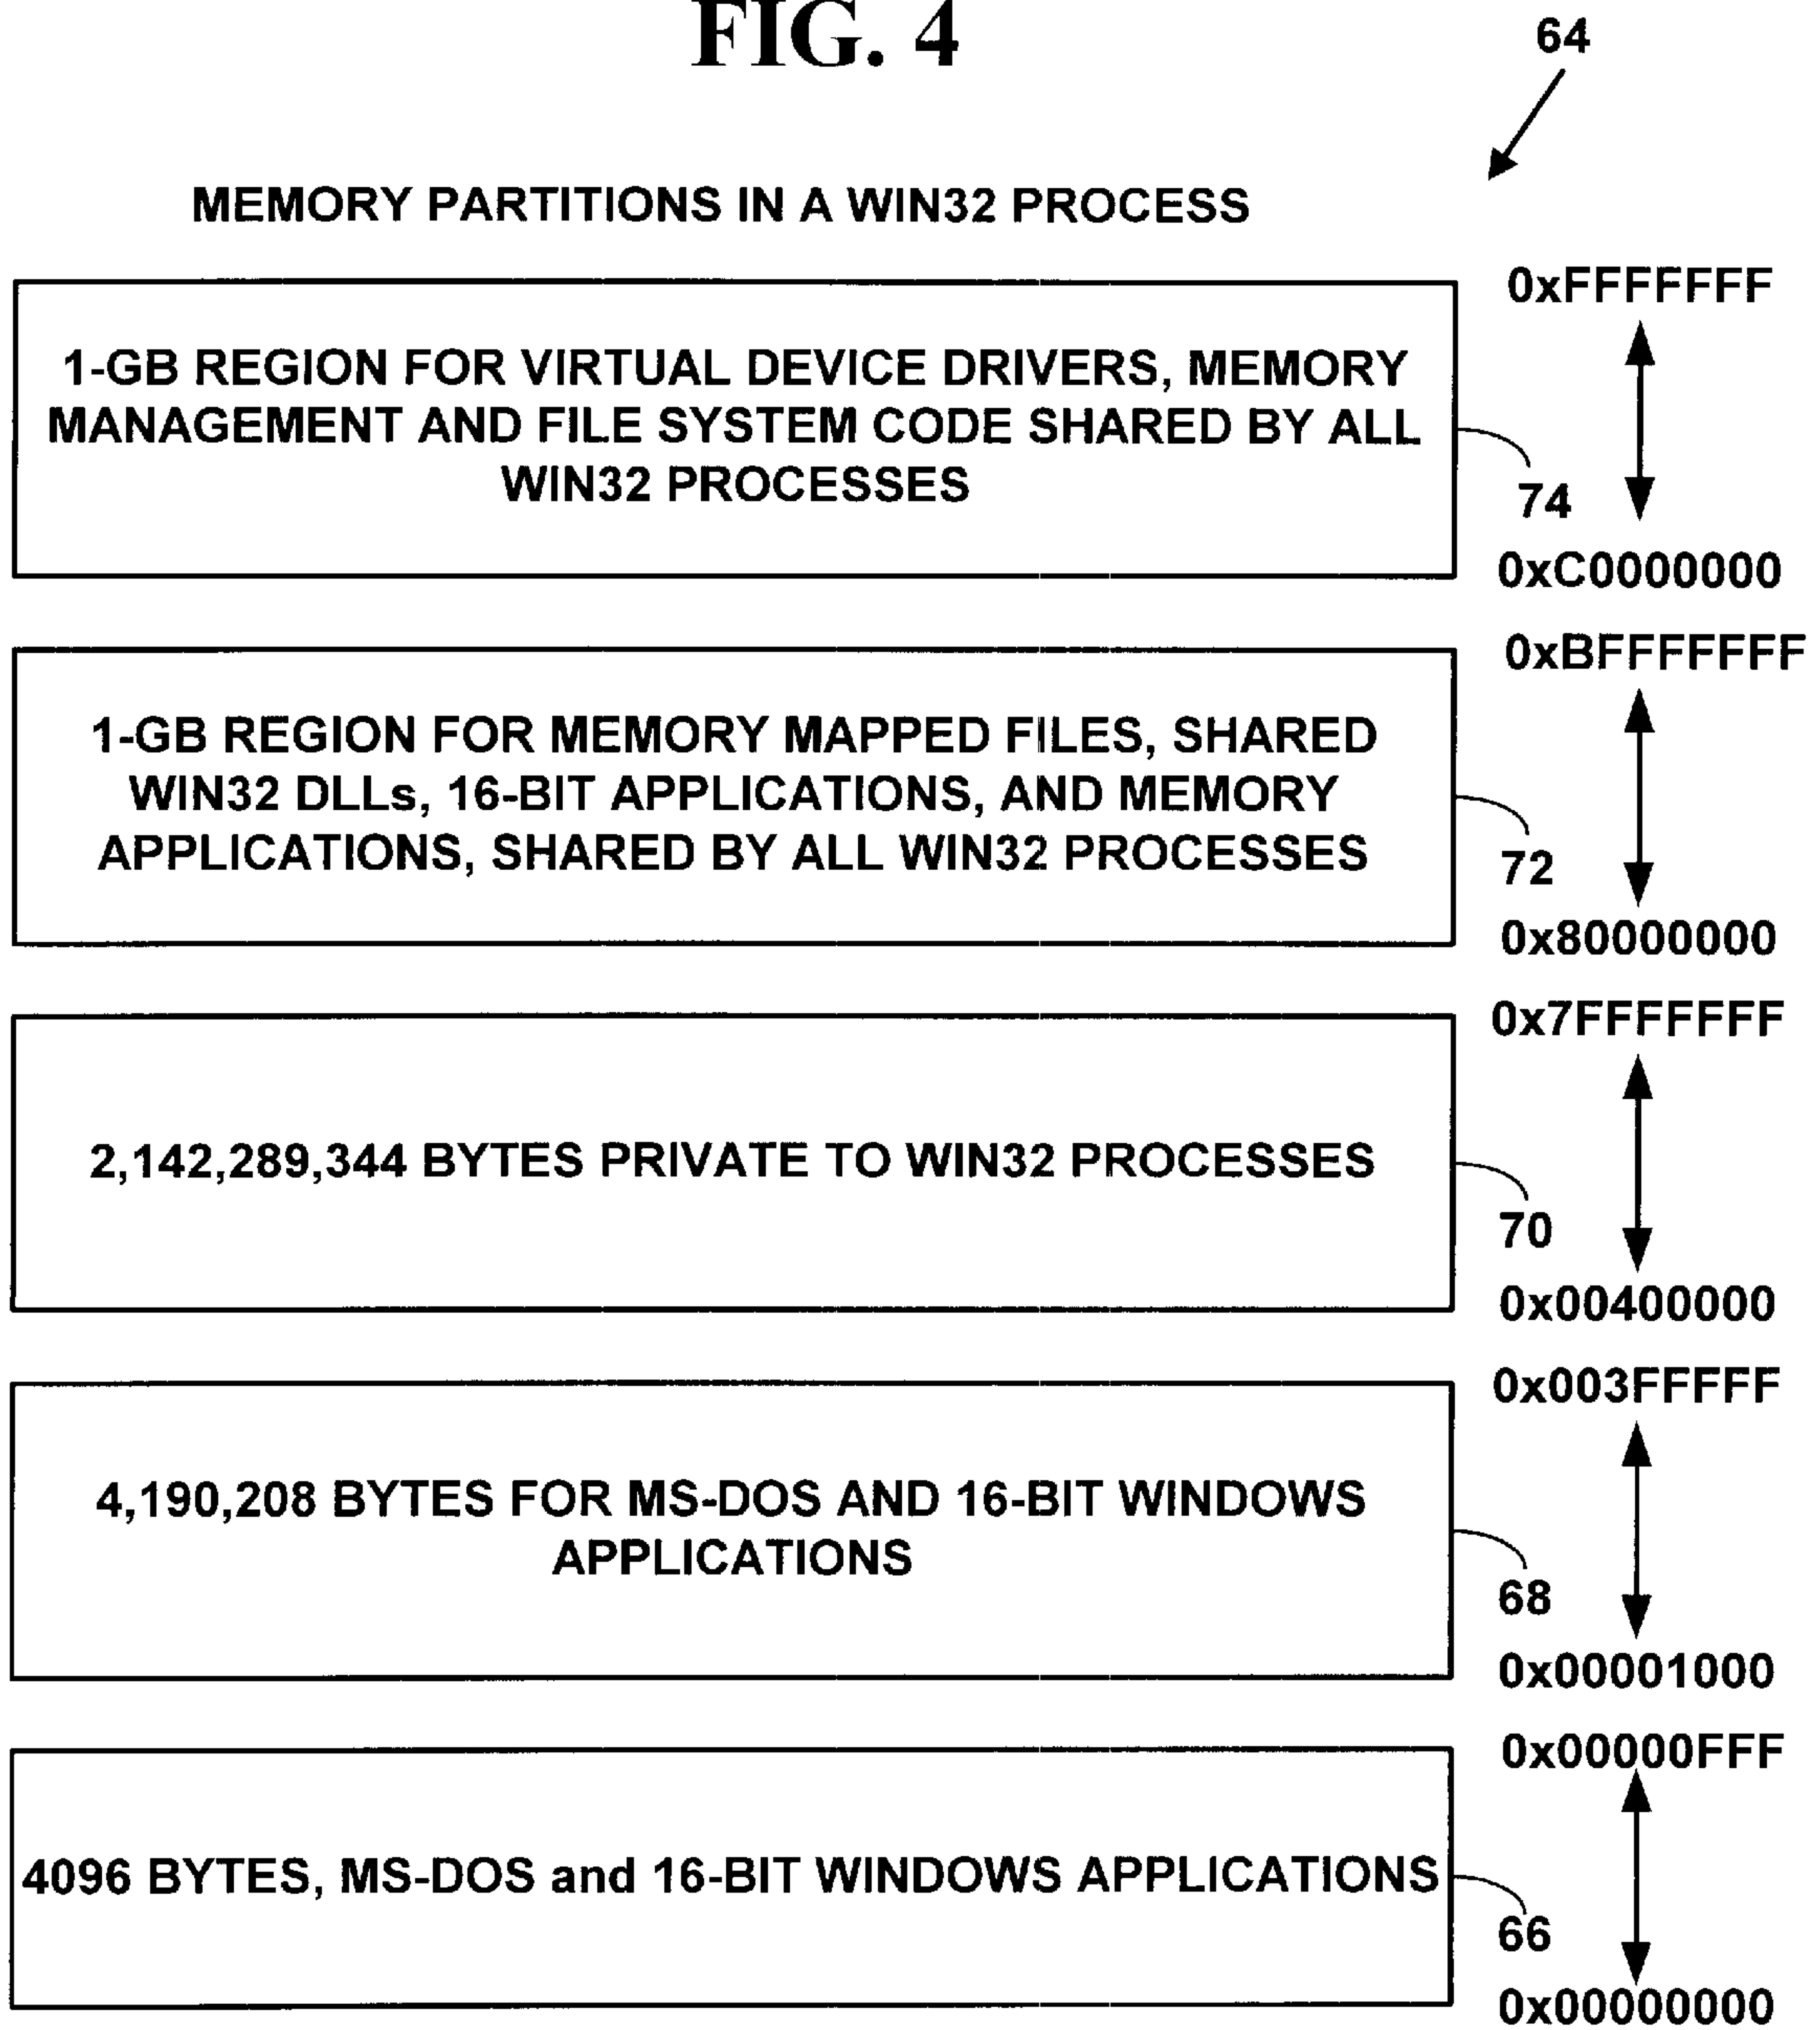 FIG. 4
64
MEMORY PARTITIONS IN A WIN32 PROCESS
0xFFFFFFF
1-GB REGION FOR VIRTUAL DEVICE DRIVERS, MEMORY
MANAGEMENT AND FILE SYSTEM CODE SHARED BY ALL
WIN32 PROCESSES
74
0xC0000000
0xBFFFFFFF
1-GB REGION FOR MEMORY MAPPED FILES, SHARED
WIN32 DLLs, 16-BIT APPLICATIONS, AND MEMORY
APPLICATIONS, SHARED BY ALL WIN32 PROCESSES
72
0x80000000
0x7FFFFFFF
2,142,289,344 BYTES PRIVATE TO WIN32 PROCESSES
70
0x00400000
0x003FFFFF
4,190,208 BYTES FOR MS-DOS AND 16-BIT WINDOWS
APPLICATIONS
68
0x00001000
0x00000FFF
4096 BYTES, MS-DOS and 16-BIT WINDOWS APPLICATIONS
66
0x00000000